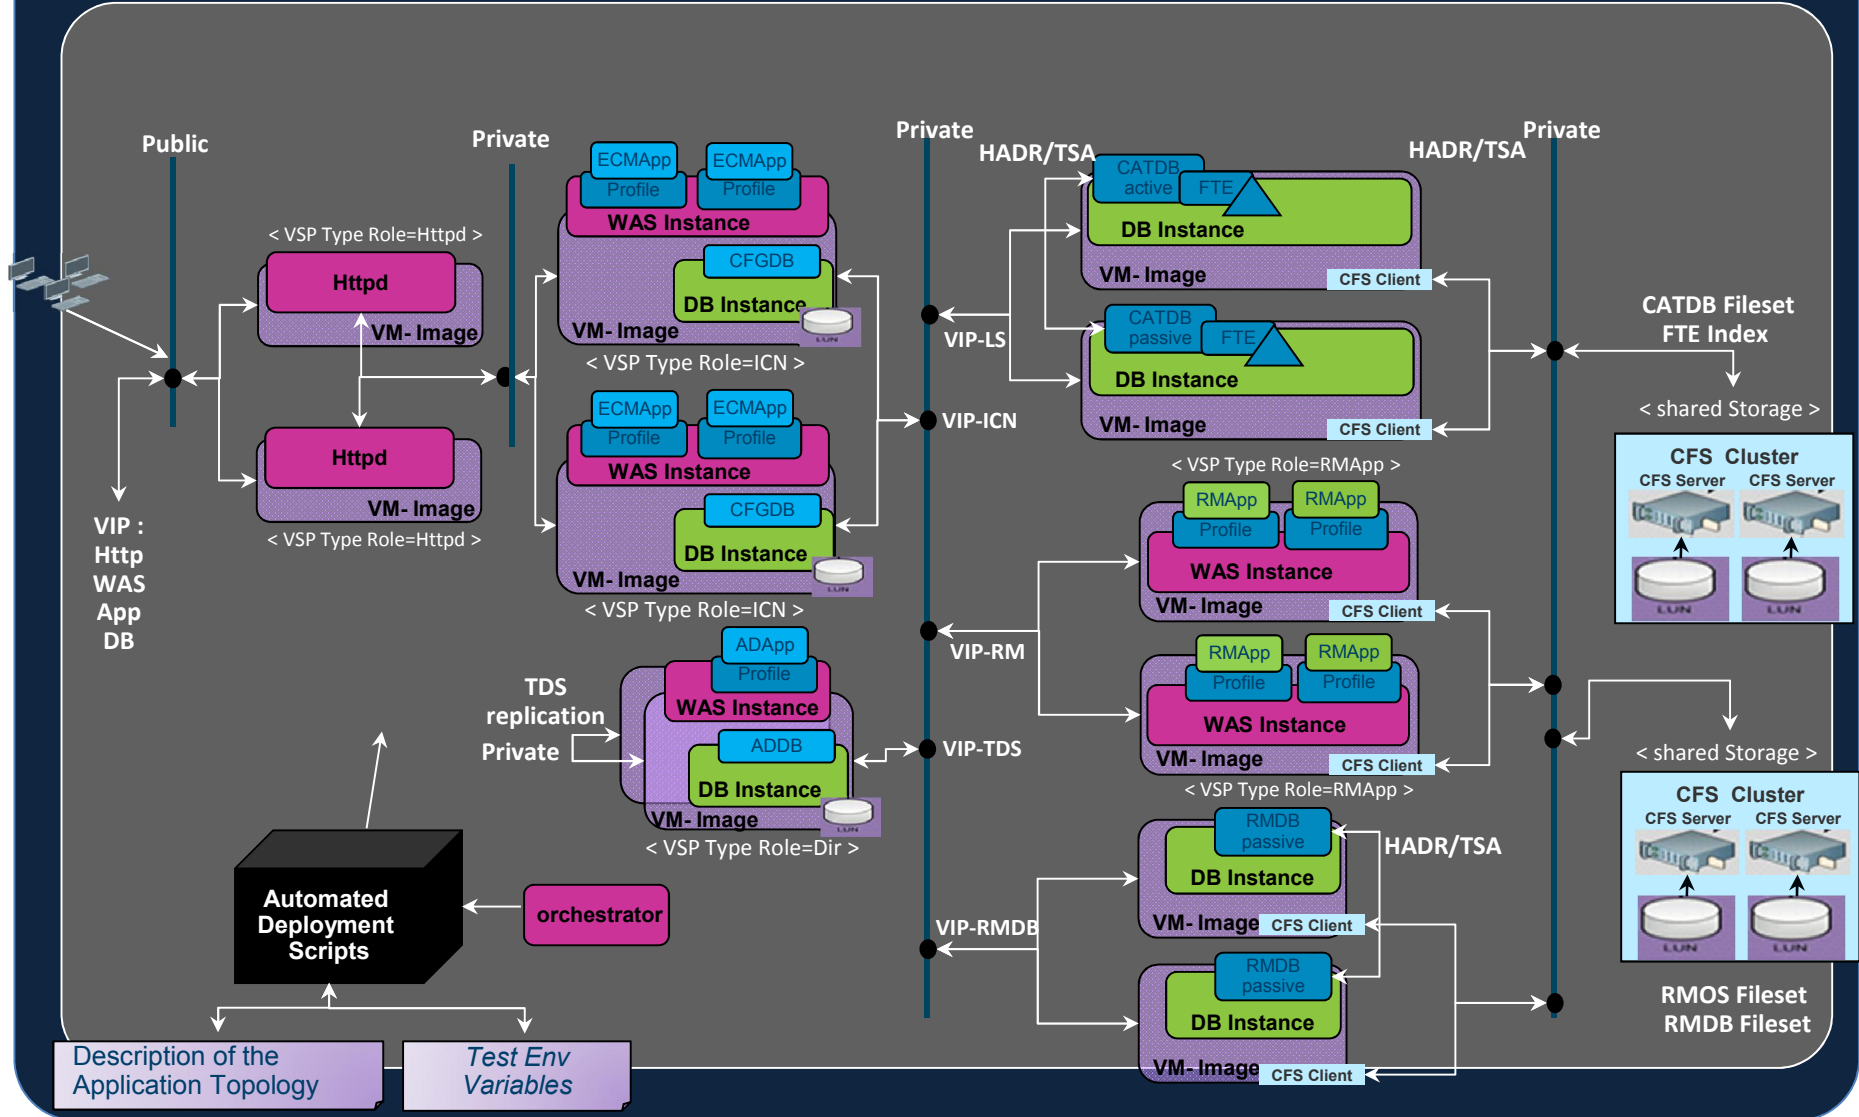 Public
Private
Private
Private
HADR/TSA
HADR/TSA
< VSP Type Role=Httpd >
Httpd
VM- Image
Httpd
VM- Image
< VSP Type Role=Httpd >
VIP :
Http
WAS
App
DB
ECMApp
ECMApp
Profile
Profile
WAS Instance
CFGDB
DB Instance
VM- Image
LUN
< VSP Type Role=ICN >
ECMApp
ECMApp
Profile
Profile
WAS Instance
CFGDB
DB Instance
VM- Image
LUN
< VSP Type Role=ICN >
TDS
replication
Private
ADApp
Profile
WAS Instance
ADDB
DB Instance
VM- Image
LUN
< VSP Type Role=Dir >
VIP-LS
VIP-ICN
VIP-RM
VIP-TDS
VIP-RMDB
CATDB
active
FTE
DB Instance
VM- Image
CFS Client
CATDB
passive
FTE
DB Instance
VM- Image
CFS Client
< VSP Type Role=RMApp >
RMApp
RMApp
Profile
Profile
WAS Instance
VM- Image
CFS Client
RMApp
RMApp
Profile
Profile
WAS Instance
VM- Image
CFS Client
< VSP Type Role=RMApp >
RMDB
passive
HADR/TSA
DB Instance
VM- Image
CFS Client
RMDB
passive
DB Instance
VM- Image
CFS Client
CATDB Fileset
FTE Index
< shared Storage >
CFS Cluster
CFS Server
CFS Server
LUN
LUN
< shared Storage >
CFS Cluster
CFS Server
CFS Server
LUN
LUN
RMOS Fileset
RMDB Fileset
Automated
Deployment
Scripts
orchestrator
Description of the
Application Topology
Test Env
Variables